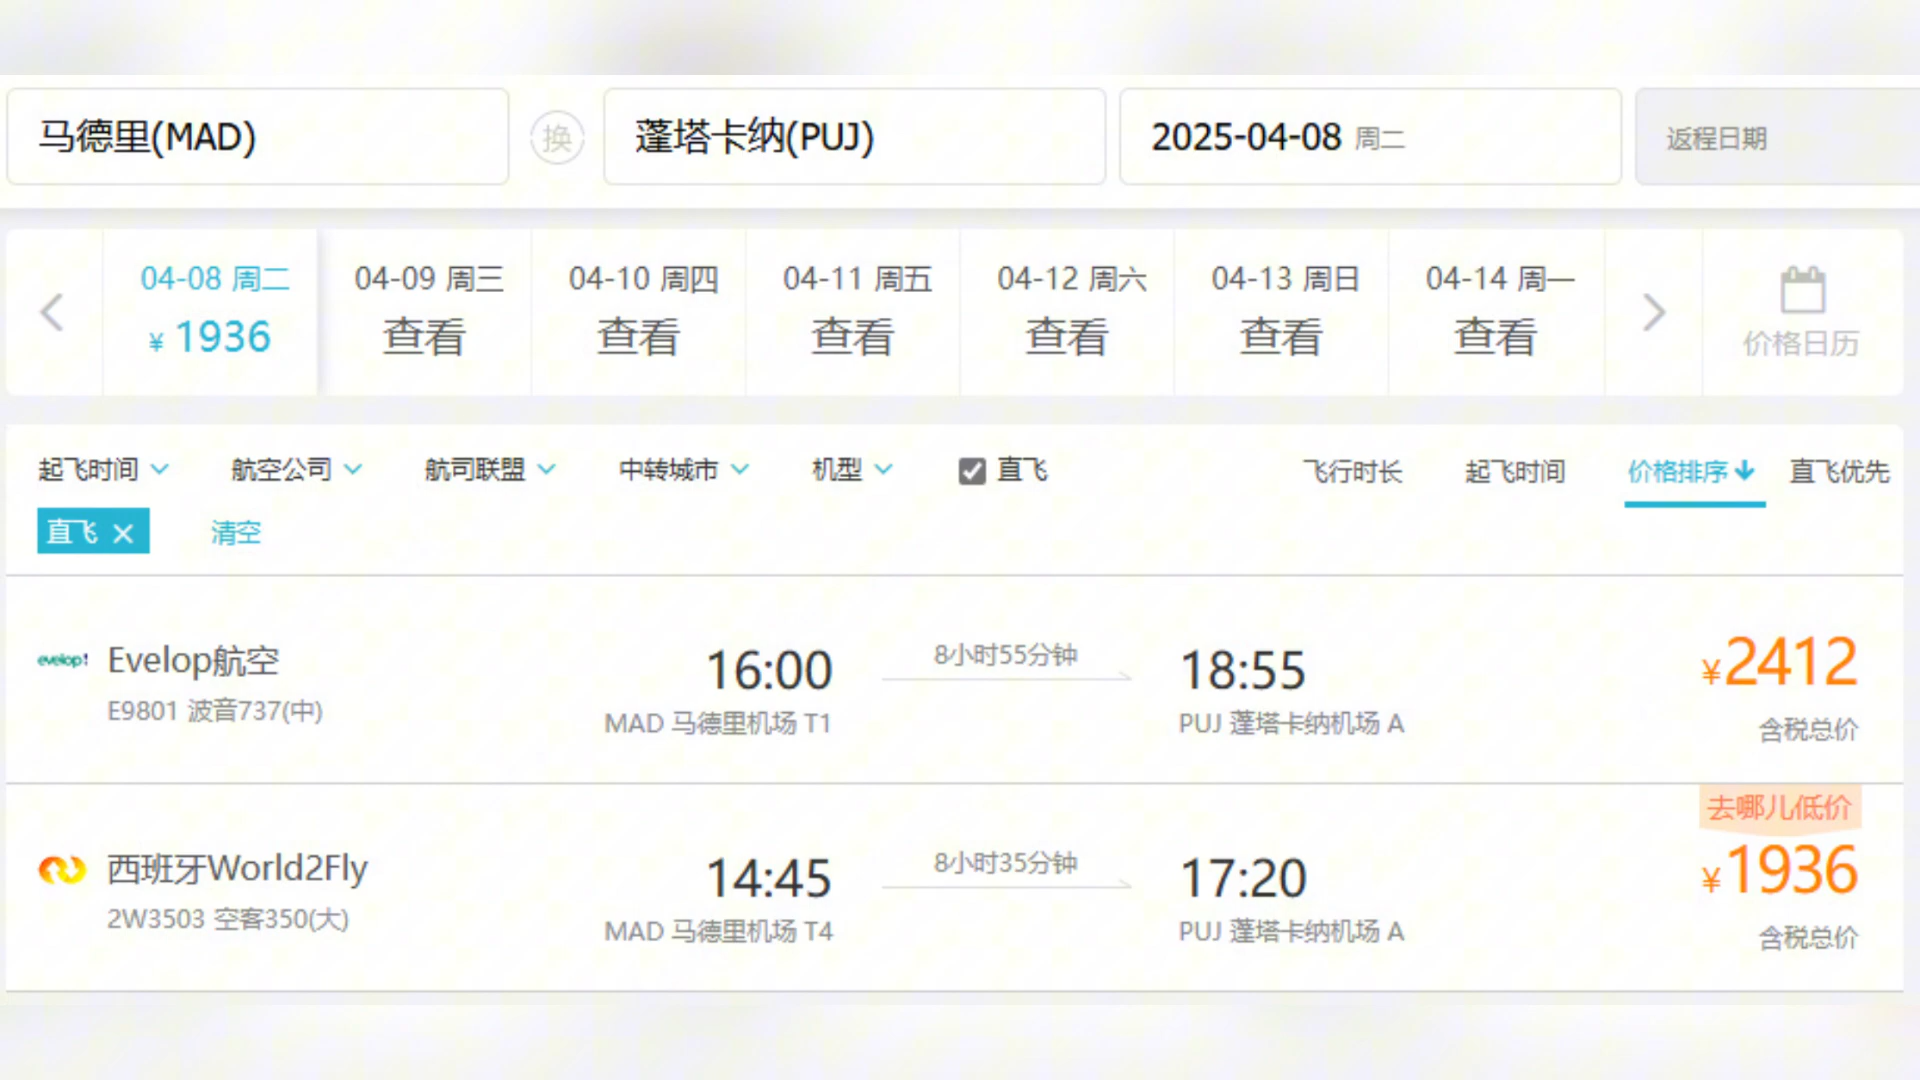 马德里(MAD) 换 蓬塔卡纳(PUJ) 2025-04-08 周二 返程日期
04-08 周二 04-09 周三 04-10 周四 04-11 周五 04-12 周六 04-13 周日 04-14 周一
¥ 1936 查看 查看 查看 查看 查看 查看 价格日历
起飞时间 航空公司 航司联盟 中转城市 机型 直飞 飞行时长 起飞时间 价格排序 直飞优先
直飞 清空
evelop! Evelop航空 16:00 8小时55分钟 18:55 ¥2412
E9801 波音737(中) MAD 马德里机场 T1 PUJ 蓬塔卡纳机场 A 含税总价
去哪儿低价
西班牙World2Fly 14:45 8小时35分钟 17:20 ¥1936
2W3503 空客350(大) MAD 马德里机场 T4 PUJ 蓬塔卡纳机场 A 含税总价